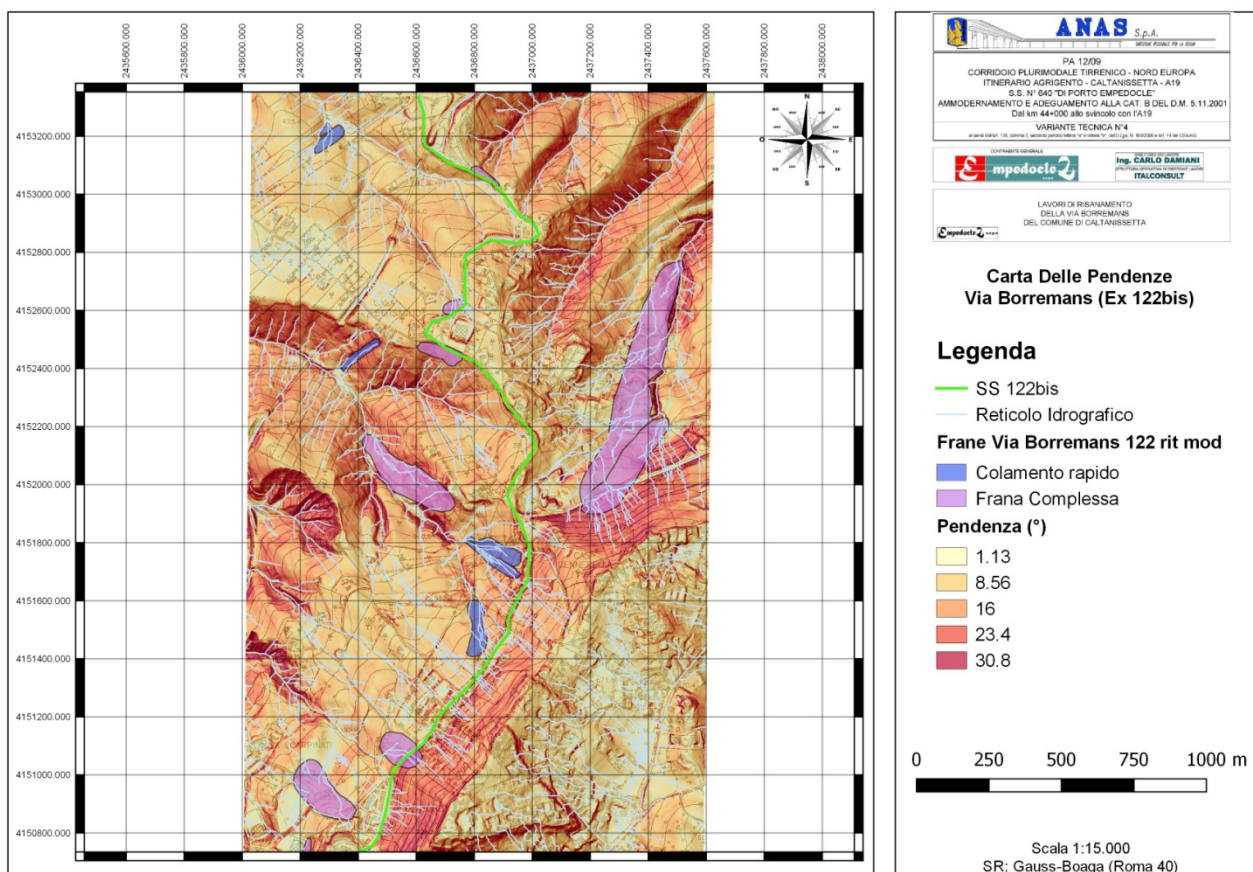 2435600.000
2435800.000
2436000.000
2436200.000
2436400.000
2436600.000
2436800.000
2437000.000
2437200.000
2437400.000
2437600.000
2437800.000
2438000.000
4153200.000
4153000.000
4152800.000
4152600.000
4152400.000
4152200.000
4152000.000
4151800.000
4151600.000
4151400.000
4151200.000
4151000.000
4150800.000
N
O
E
S
ANAS S.p.A.
PA 12/09
CORRIDOIO PLURIMODALE TIRRENICO - NORD EUROPA
ITINERARIO AGRIGENTO - CALTANISSETTA - A19
S.S. N° 640 "DI PORTO EMPEDOCLE"
AMMODERNAMENTO E ADEGUAMENTO ALLA CAT. B DEL D.M. 5.11.2001
Dal km 44+000 allo svincolo con l'A19
VARIANTE TECNICA N°4
CONTRAENTE GENERALE
Empedocle2
Ing. CARLO DAMIANI
ITALCONSULT
LAVORI DI RISANAMENTO
DELLA VIA BORREMANS
DEL COMUNE DI CALTANISSETTA
Empedocle2
Carta Delle Pendenze
Via Borremans (Ex 122bis)
Legenda
SS 122bis
Reticolo Idrografico
Frane Via Borremans 122 rit mod
Colamento rapido
Frana Complessa
Pendenza (°)
1.13
8.56
16
23.4
30.8
0 250 500 750 1000 m
Scala 1:15.000
SR: Gauss-Boaga (Roma 40)